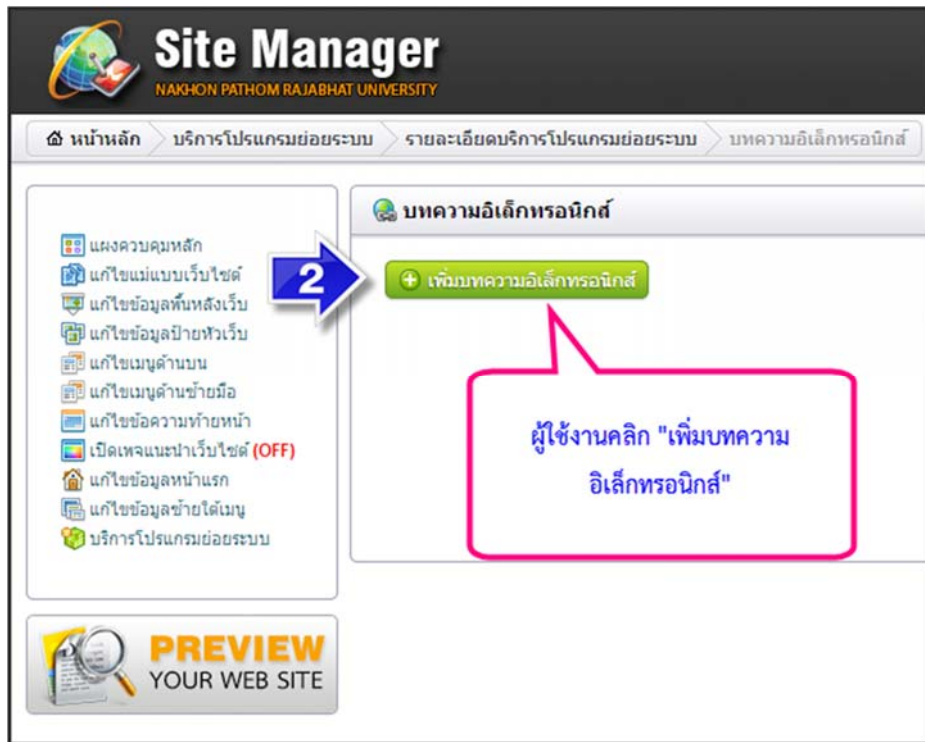 Site Manager
NAKHON PATHOM RAJABHAT UNIVERSITY
หน้าหลัก บริการโปรแกรมย่อยระบบ รายละเอียดบริการโปรแกรมย่อยระบบ บทความอิเล็กทรอนิกส์
บทความอิเล็กทรอนิกส์
แผงควบคุมหลัก
แก้ไขแม่แบบเว็บไซต์
แก้ไขข้อมูลพื้นหลังเว็บ
แก้ไขข้อมูลป้ายหัวเว็บ
แก้ไขเมนูด้านบน
แก้ไขเมนูด้านซ้ายมือ
แก้ไขข้อความท้ายหน้า
เปิดเพจแนะนำเว็บไซต์ (OFF)
แก้ไขข้อมูลหน้าแรก
แก้ไขข้อมูลซ้ายใต้เมนู
บริการโปรแกรมย่อยระบบ
2
เพิ่มบทความอิเล็กทรอนิกส์
ผู้ใช้งานคลิก "เพิ่มบทความ
อิเล็กทรอนิกส์"
PREVIEW
YOUR WEB SITE